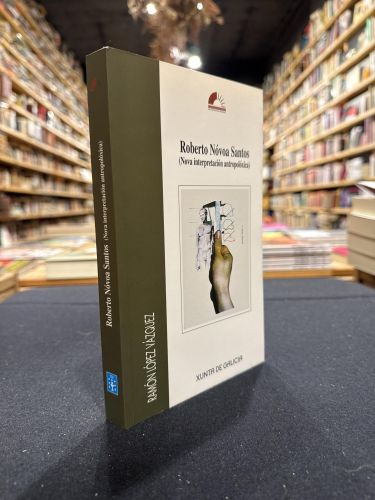 Roberto Nóvoa Santos (Nova interpretación antropolóxica)
RAMÓN LÓPEZ VÁZQUEZ
Roberto Nóvoa Santos
(Nova interpretación antropolóxica)
XUNTA DE GALICIA